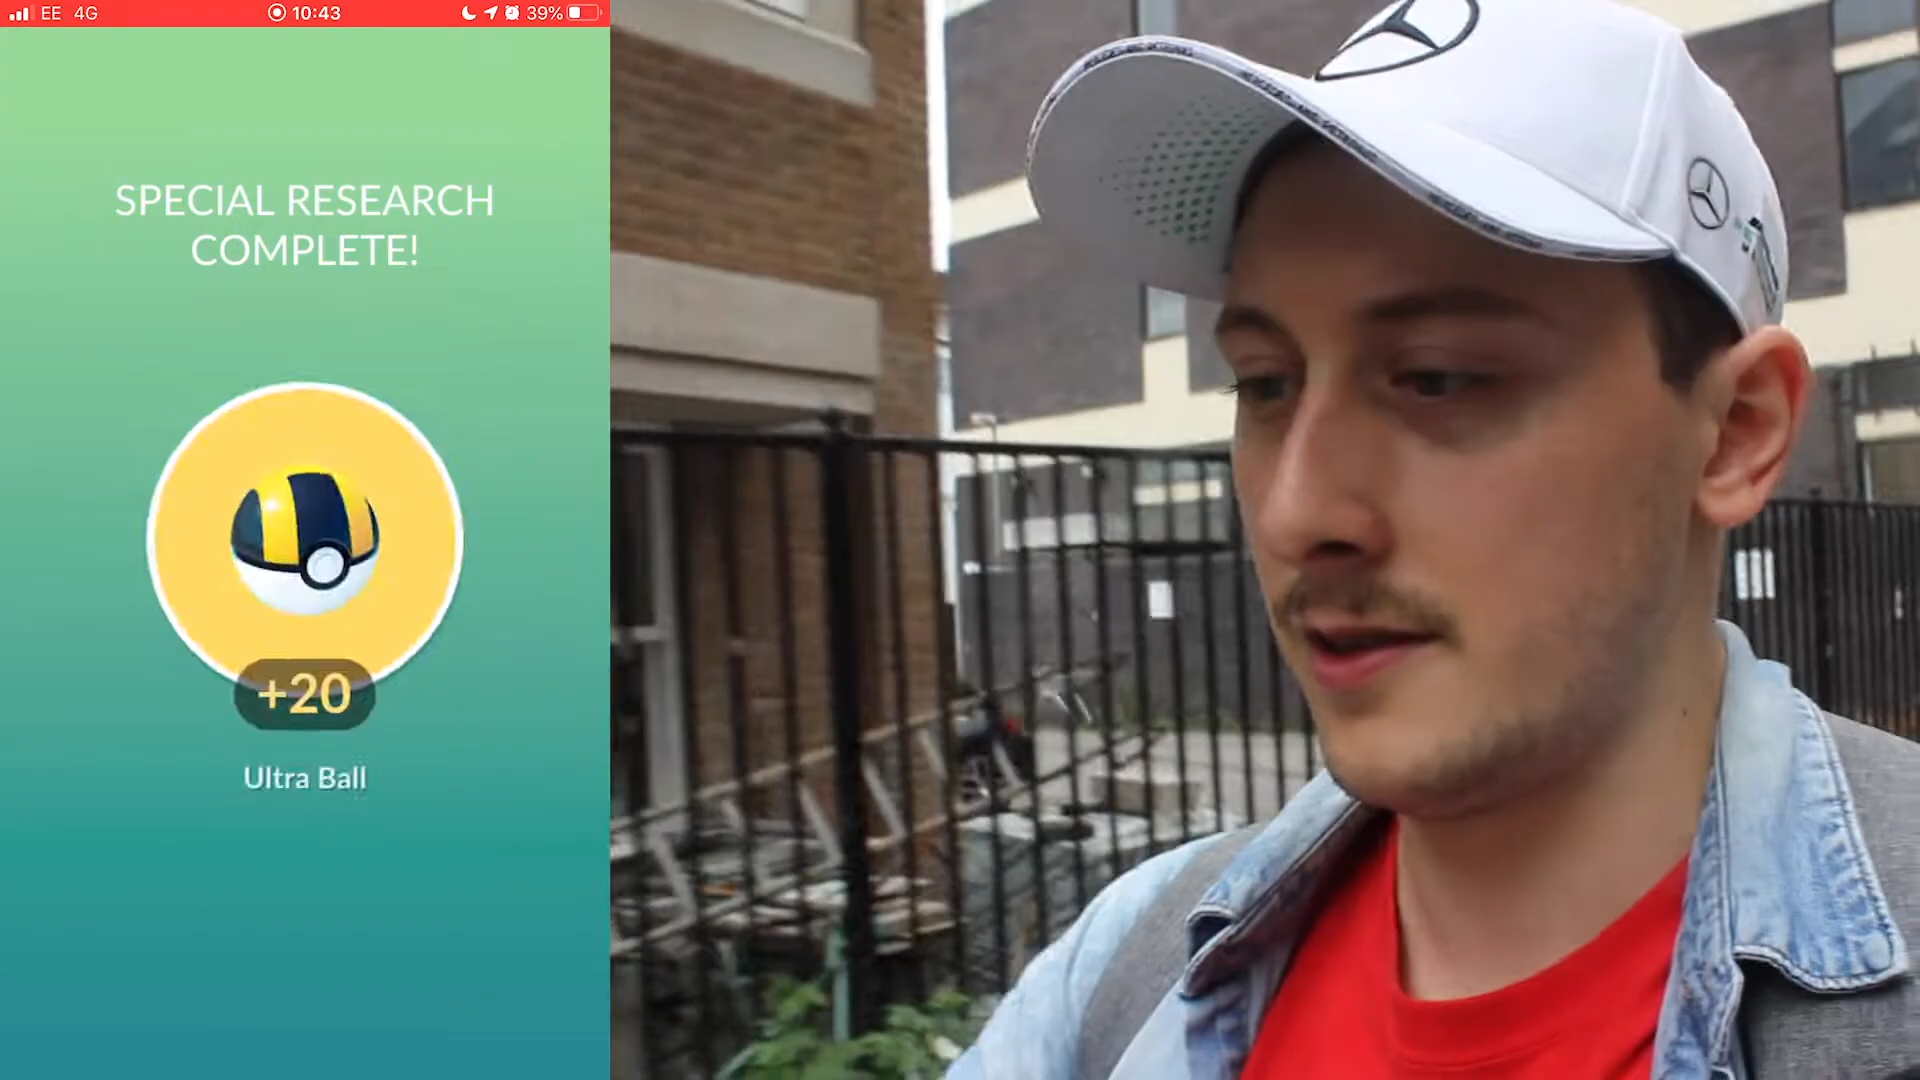 EE 4G 10:43 39%
SPECIAL RESEARCH
COMPLETE!
+20
Ultra Ball